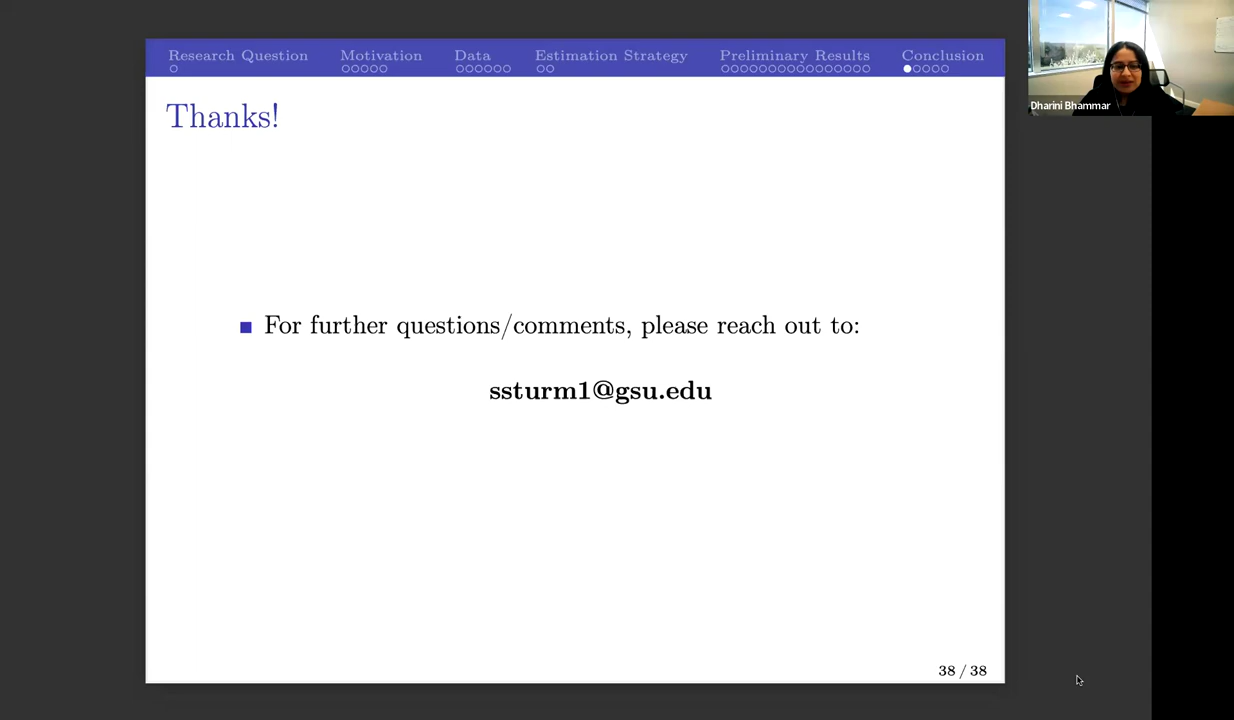 Research Question Motivation Data Estimation Strategy Preliminary Results Conclusion
Thanks!
For further questions/comments, please reach out to:
ssturm1@gsu.edu
38 / 38
Dharini Bhammar